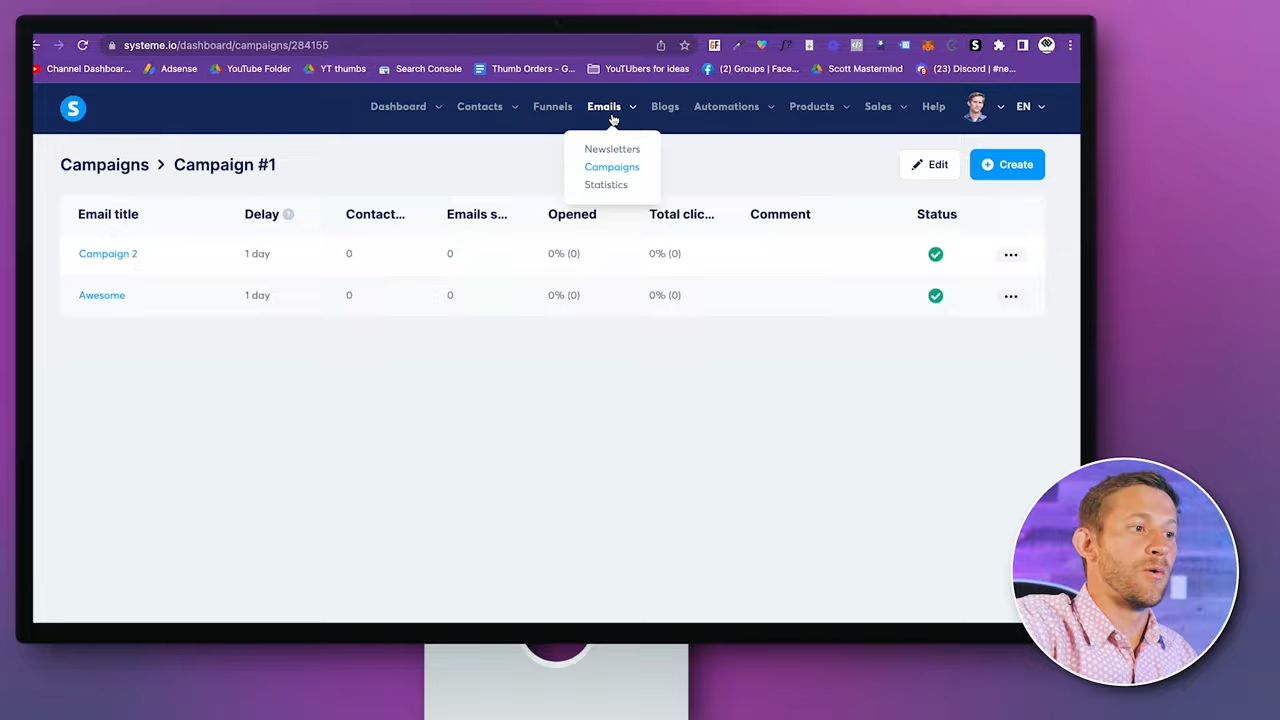 systeme.io/dashboard/campaigns/284155
Channel Dashboar... Adsense YouTube Folder YT thumbs Search Console Thumb Orders - G... YouTUbers for ideas (2) Groups | Face... Scott Mastermind (23) Discord | #ne...
S Dashboard Contacts Funnels Emails Blogs Automations Products Sales Help EN
Newsletters
Campaigns
Statistics
Campaigns > Campaign #1 Edit Create
Email title Delay ? Contact... Emails s... Opened Total clic... Comment Status
Campaign 2 1 day 0 0 0% (0) 0% (0)
Awesome 1 day 0 0 0% (0) 0% (0)